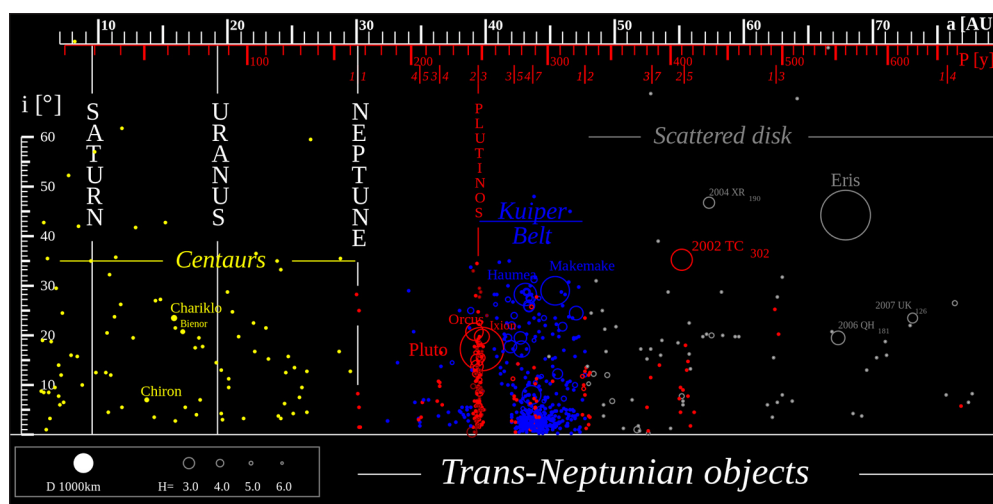 10 20 30 40 50 60 70 a [AU
100 200 300 400 500 600 P [y]
1|1 4|5 3|4 2|3 3|5 4|7 1|2 3|7 2|5 1|3 1|4
i [°]
60
50
40
30
20
10
SATURN
URANUS
NEPTUNE
PLUTINOS
Scattered disk
Eris
2004 XR 190
Kuiper-
Belt
2002 TC 302
Centaurs
Haumea
Makemake
Chariklo
Bienor
Orcus
Ixion
2007 UK 126
2006 QH 181
Pluto
Chiron
D 1000km
H= 3.0 4.0 5.0 6.0
Trans-Neptunian objects